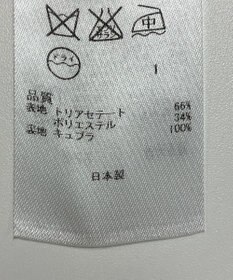 中
ドライ
1
品質
表地 トリアセテート 66%
ポリエステル 34%
裏地 キュプラ 100%
日本製